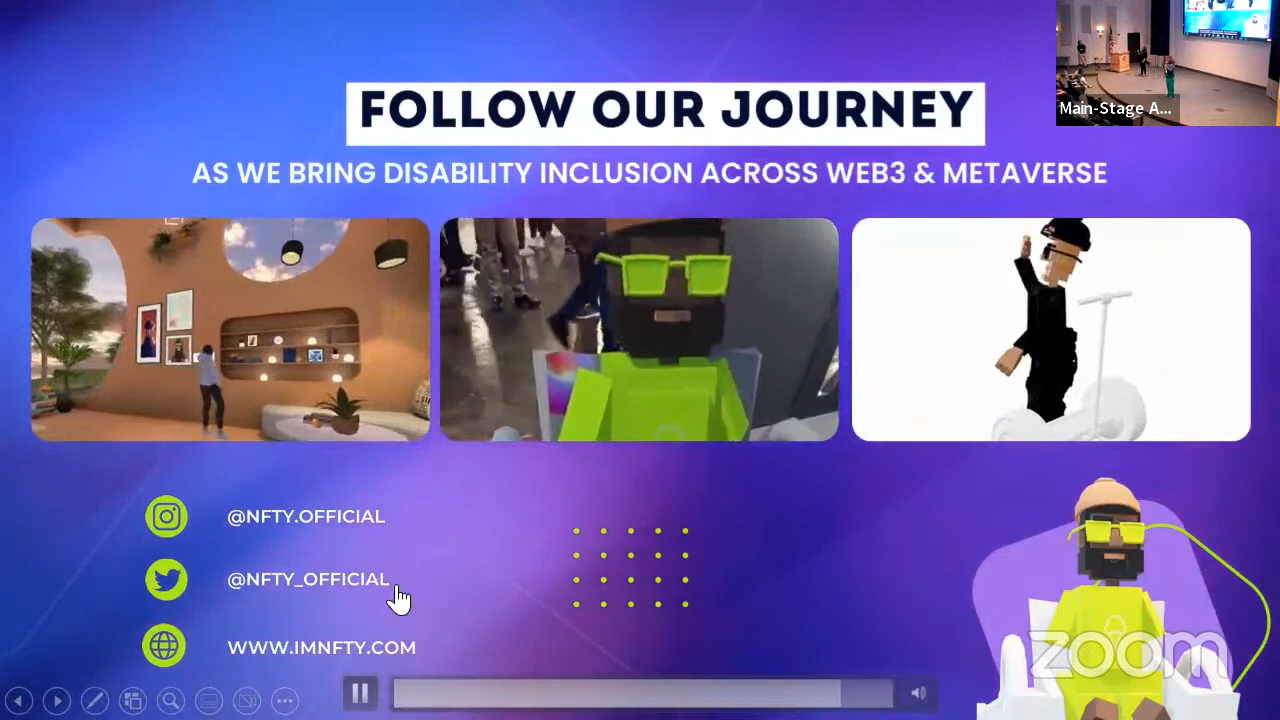 FOLLOW OUR JOURNEY
Main-Stage A...
AS WE BRING DISABILITY INCLUSION ACROSS WEB3 & METAVERSE
@NFTY.OFFICIAL
@NFTY_OFFICIAL
WWW.IMNFTY.COM
zoom